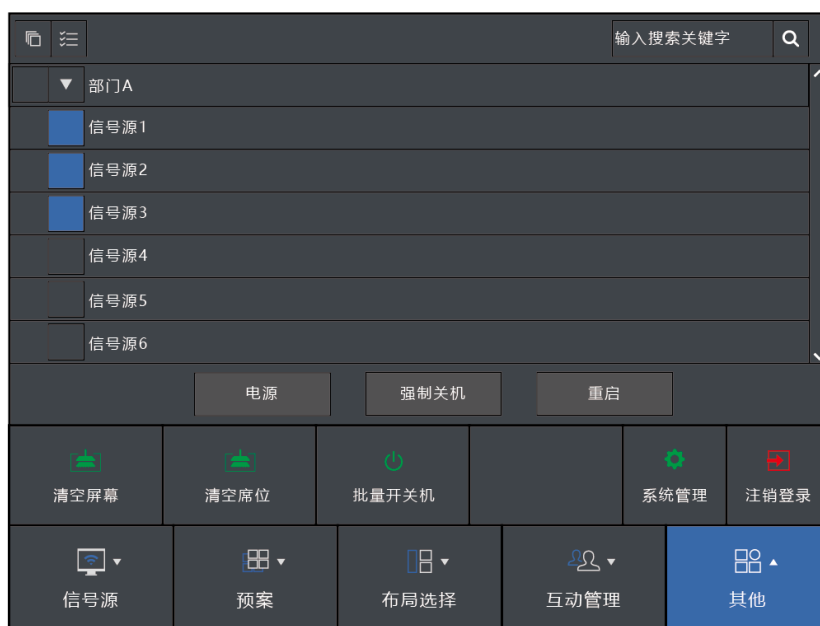 输入搜索关键字
部门A
信号源1
信号源2
信号源3
信号源4
信号源5
信号源6
电源 强制关机 重启
清空屏幕 清空席位 批量开关机 系统管理 注销登录
信号源 预案 布局选择 互动管理 其他